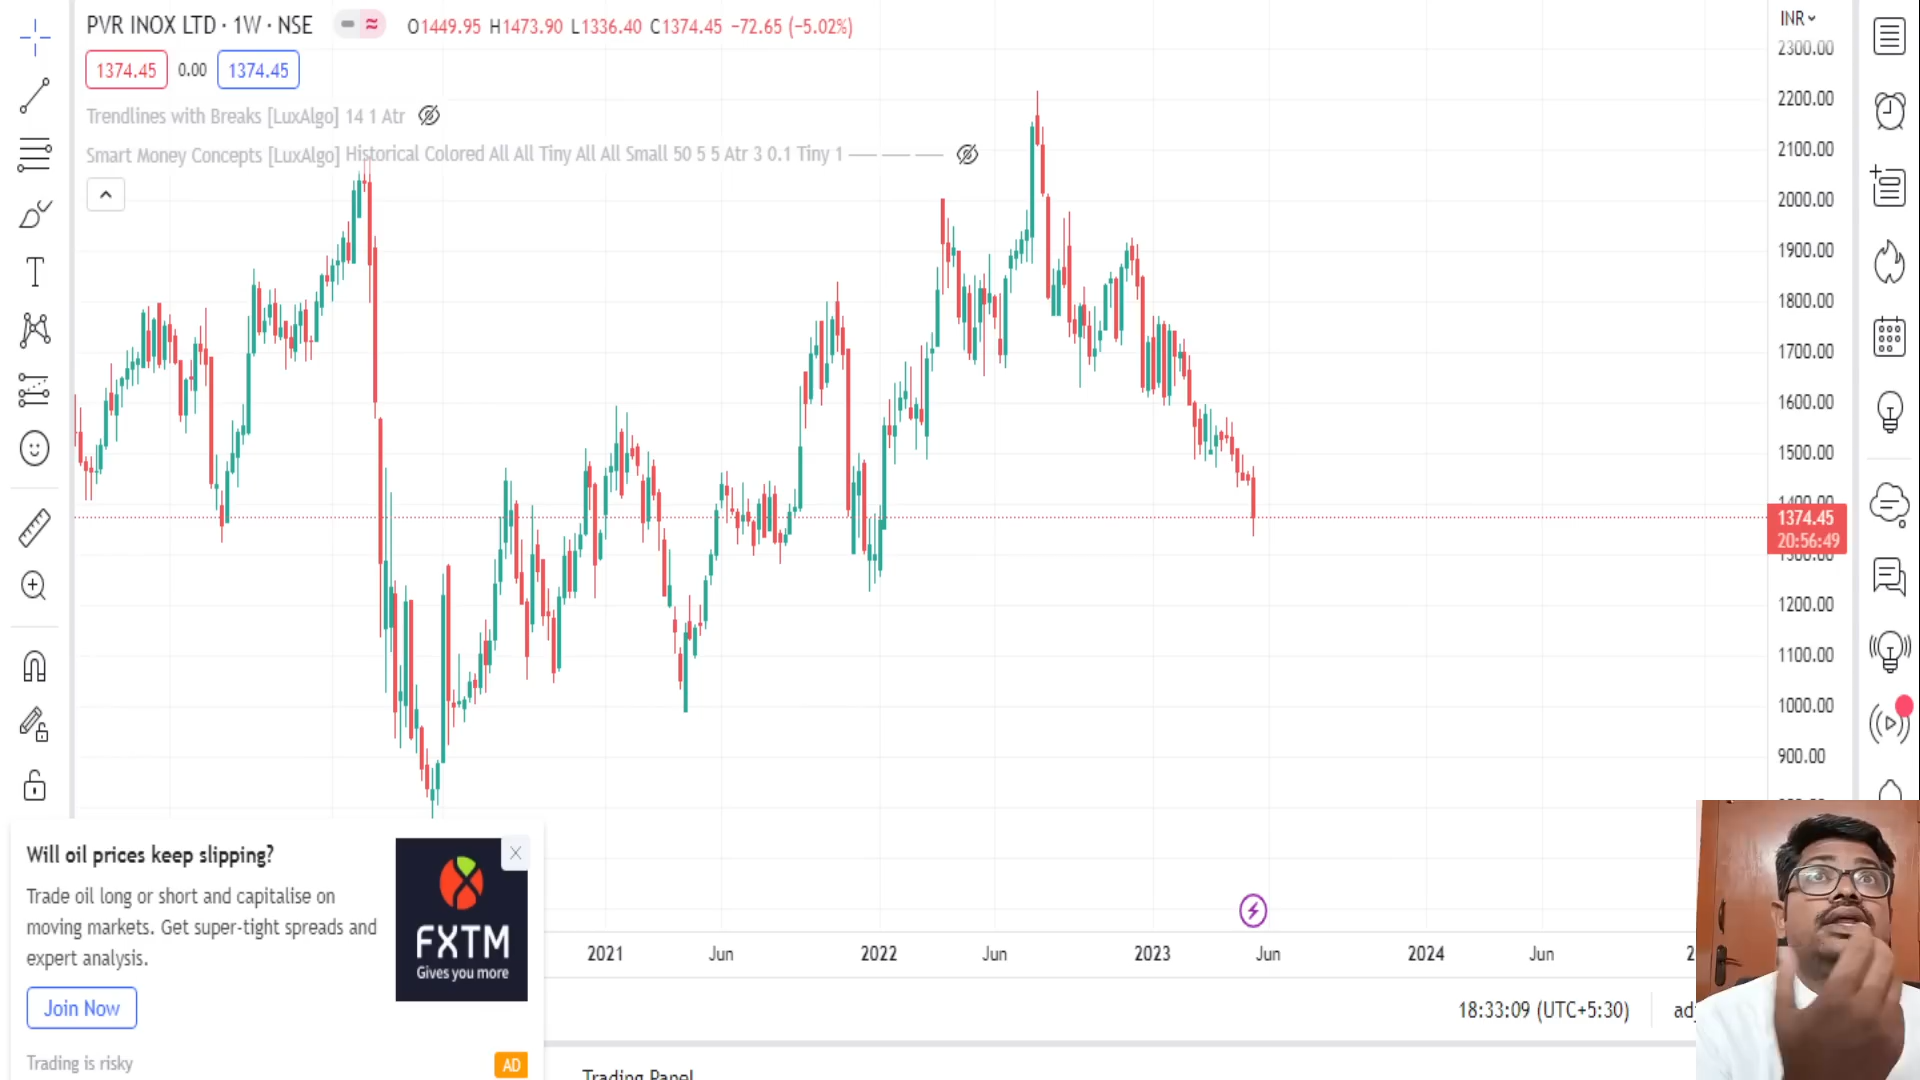 PVR INOX LTD · 1W · NSE
O1449.95 H1473.90 L1336.40 C1374.45 −72.65 (−5.02%)
1374.45 0.00 1374.45
Trendlines with Breaks [LuxAlgo] 14 1 Atr
Smart Money Concepts [LuxAlgo] Historical Colored All All Tiny All All Small 50 5 5 Atr 3 0.1 Tiny 1
INR
2300.00
2200.00
2100.00
2000.00
1900.00
1800.00
1700.00
1600.00
1500.00
1400.00
1374.45
20:56:49
1300.00
1200.00
1100.00
1000.00
900.00
2021 Jun 2022 Jun 2023 Jun 2024 Jun
18:33:09 (UTC+5:30)
Will oil prices keep slipping?
Trade oil long or short and capitalise on
moving markets. Get super-tight spreads and
expert analysis.
FXTM
Gives you more
Join Now
Trading is risky
AD
Trading Panel